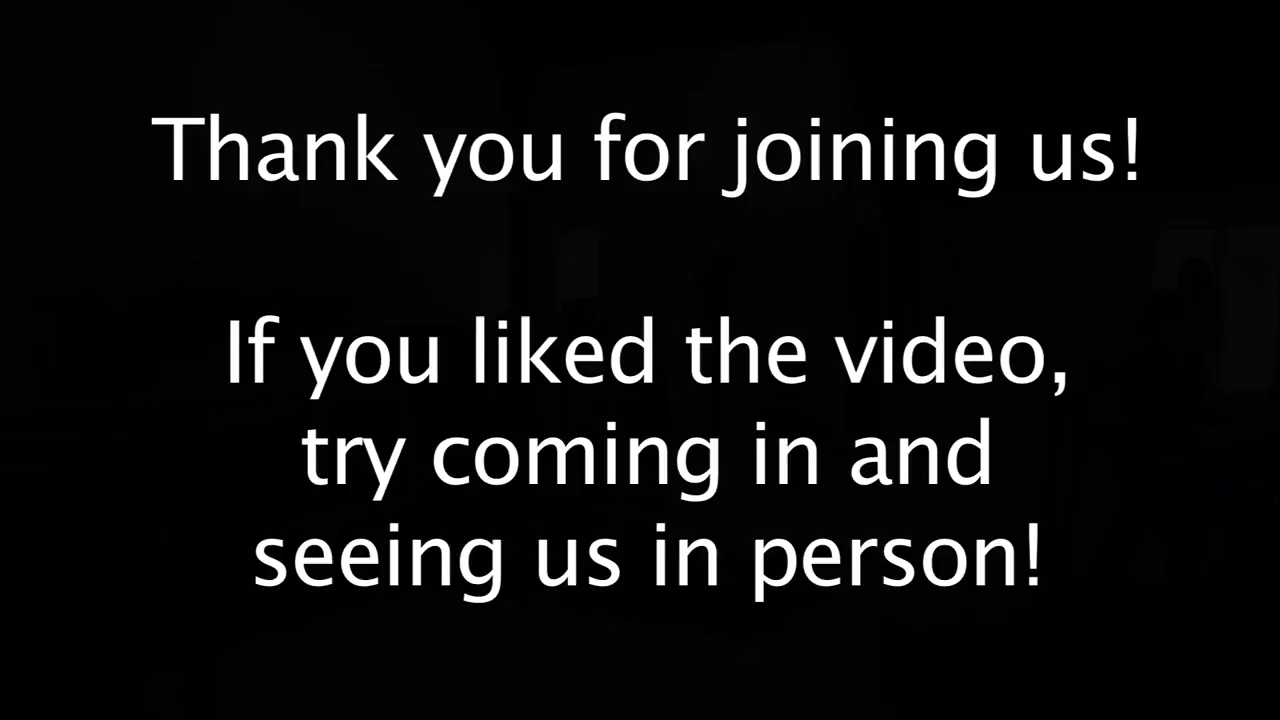 Thank you for joining us!
If you liked the video,
try coming in and
seeing us in person!